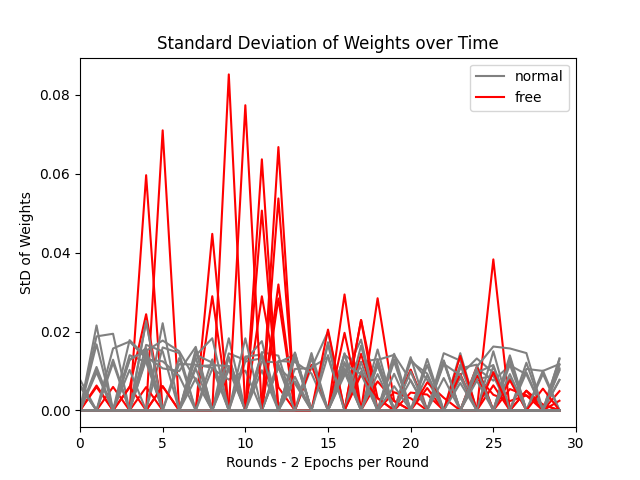 Standard Deviation of Weights over Time
normal
free
StD of Weights
0.08
0.06
0.04
0.02
0.00
0 5 10 15 20 25 30
Rounds - 2 Epochs per Round